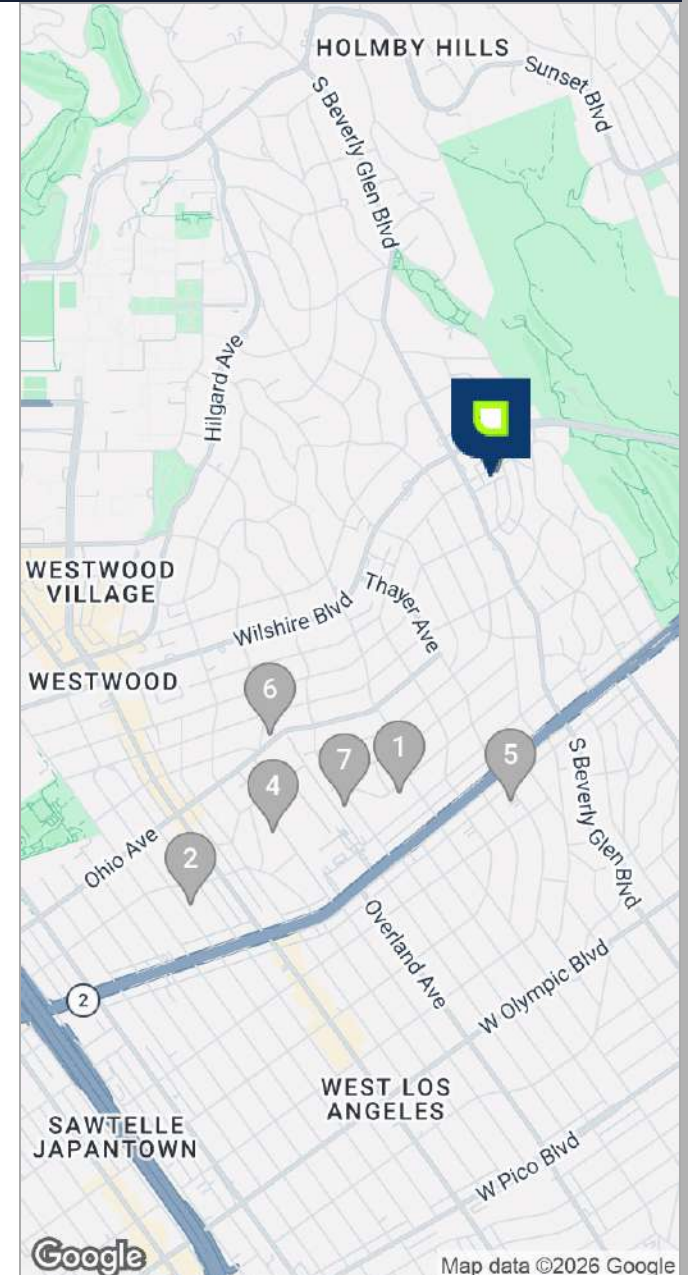 HOLMBY HILLS
Sunset Blvd
S Beverly Glen Blvd
Hilgard Ave
WESTWOOD
VILLAGE
Thayer Ave
Wilshire Blvd
WESTWOOD
6
7
1
5
4
S Beverly Glen Blvd
2
Ohio Ave
Overland Ave
2
W Olympic Blvd
WEST LOS
ANGELES
SAWTELLE
JAPANTOWN
W Pico Blvd
Google
Map data ©2026 Google